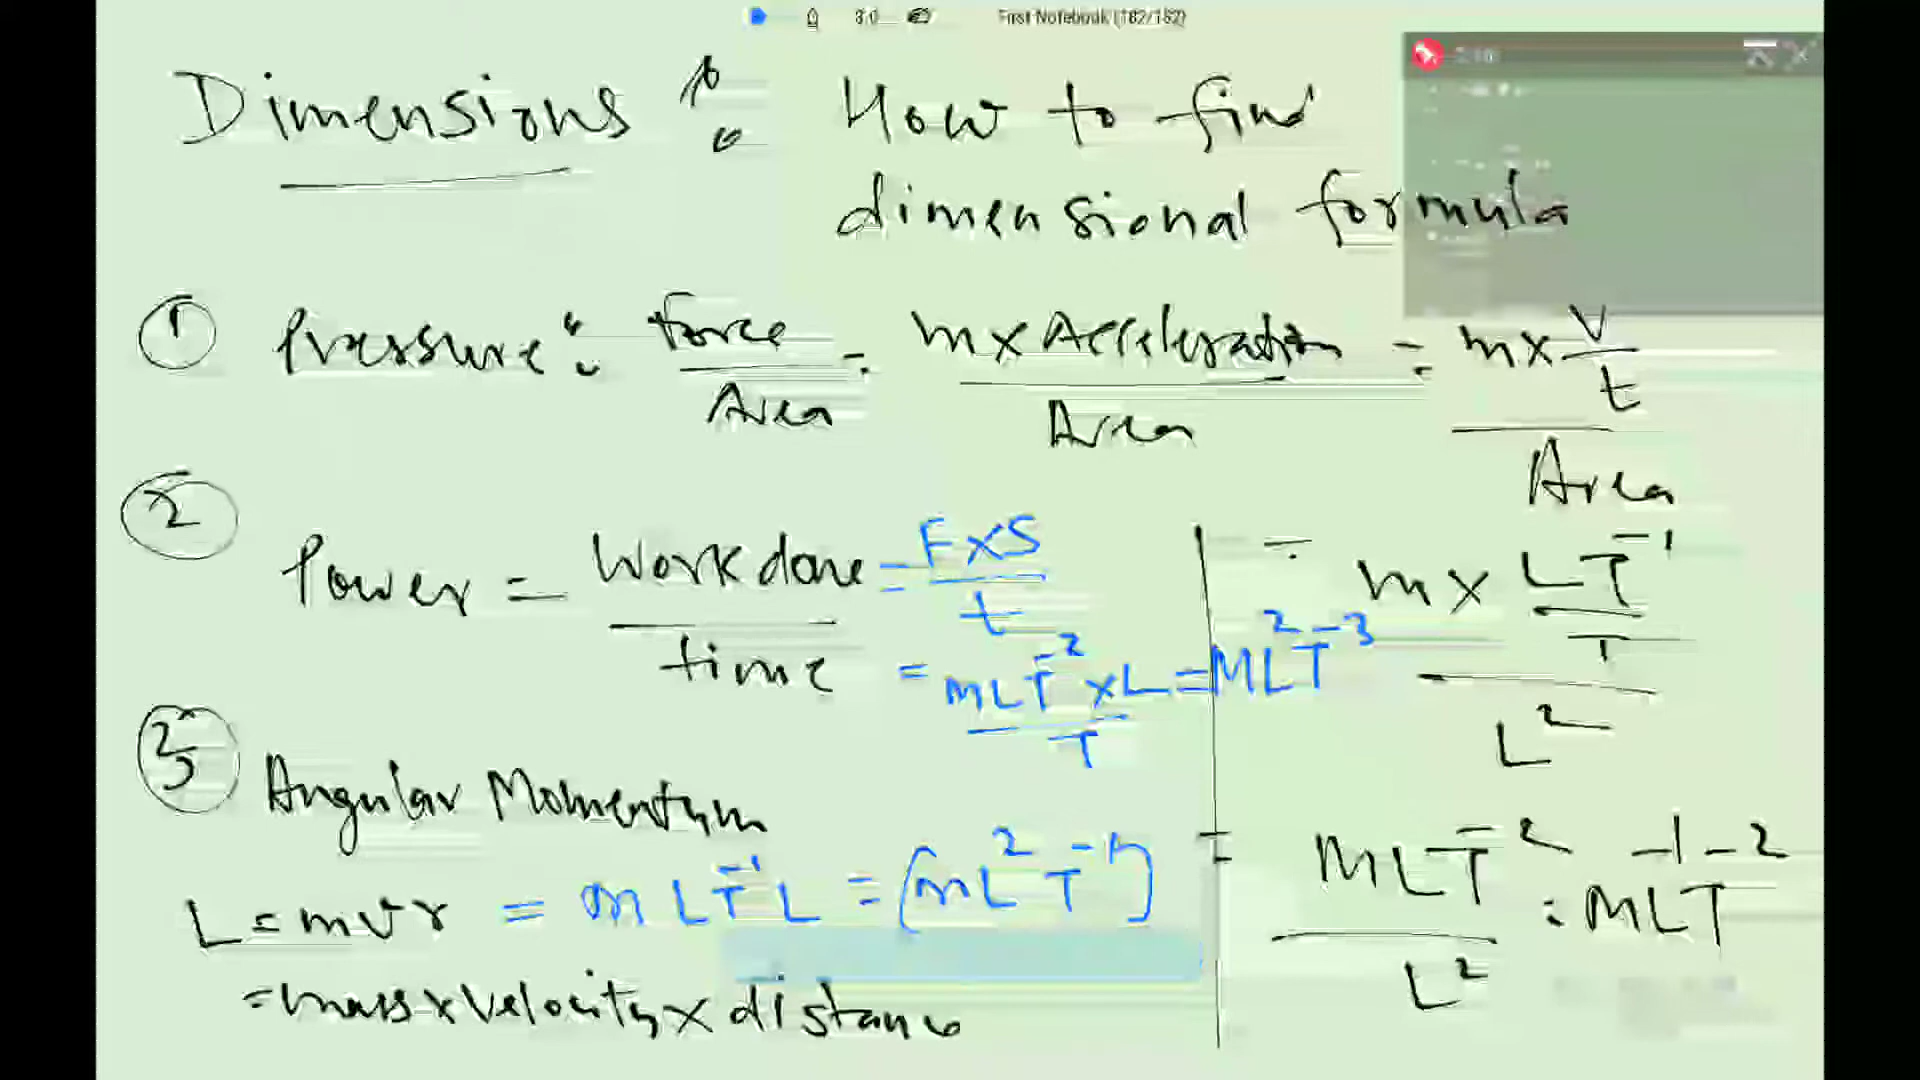 First Notebook (182/182)
Dimensions : How to find
dimensional formula
① Pressure : Force/Area = m x Acceleration/Area = m x v/t/Area
② Power = Work done/time = F x S/t
= MLT⁻² x L/T = ML²T⁻³
= m x LT⁻¹/T/L²
= MLT⁻²/L² = ML⁻¹T⁻²
③ Angular Momentum
L = mvr = m LT⁻¹ L = [mL²T⁻¹]
= mass x velocity x distance